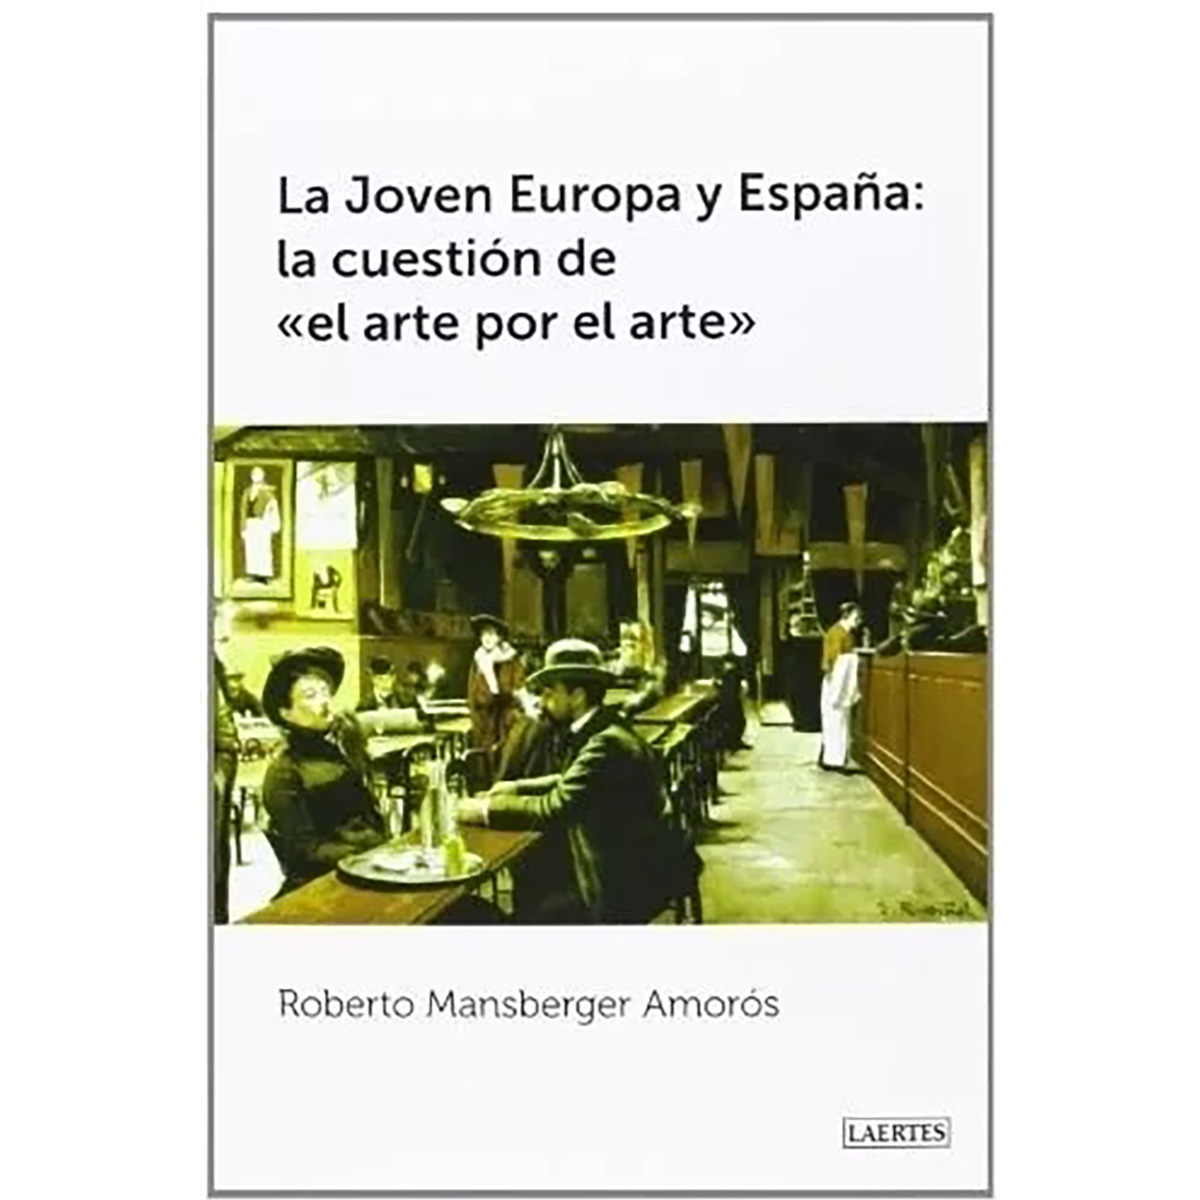 La Joven Europa y España:
la cuestión de
«el arte por el arte»
Roberto Mansberger Amorós
LAERTES